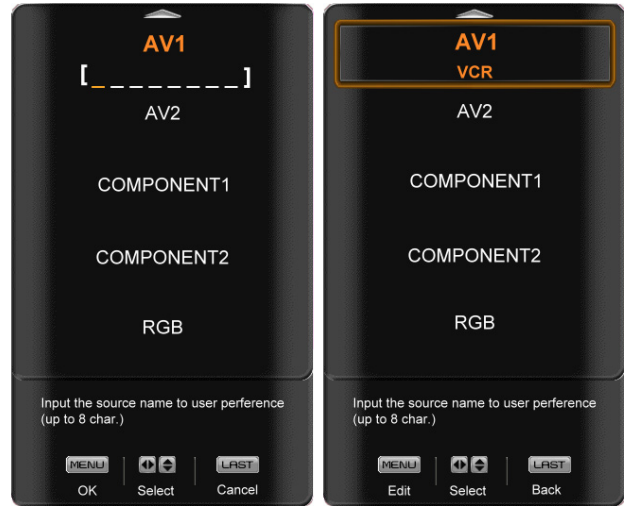 AV1
[_ _ _ _ _ _ _ _]
AV2
COMPONENT1
COMPONENT2
RGB
Input the source name to user perference
(up to 8 char.)
MENU LAST
OK Select Cancel
AV1
VCR
AV2
COMPONENT1
COMPONENT2
RGB
Input the source name to user perference
(up to 8 char.)
MENU LAST
Edit Select Back